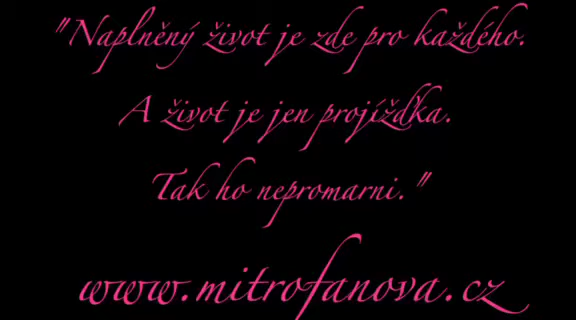 "Naplněný život je zde pro každého.
A život je jen projížďka.
Tak ho nepromarni."
www.mitrofanova.cz